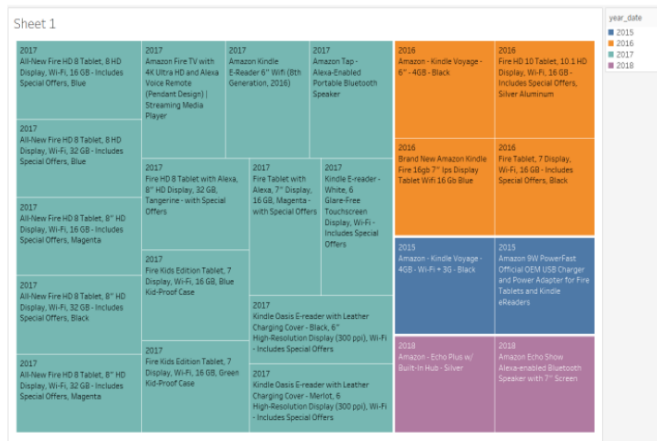 Sheet 1
2017
All-New Fire HD 8 Tablet, 8 HD
Display, Wi-Fi, 16 GB - Includes
Special Offers, Blue
2017
All-New Fire HD 8 Tablet, 8 HD
Display, Wi-Fi, 32 GB - Includes
Special Offers, Blue
2017
All-New Fire HD 8 Tablet, 8" HD
Display, Wi-Fi, 16 GB - Includes
Special Offers, Magenta
2017
All-New Fire HD 8 Tablet, 8" HD
Display, Wi-Fi, 32 GB - Includes
Special Offers, Black
2017
All-New Fire HD 8 Tablet, 8" HD
Display, Wi-Fi, 32 GB - Includes
Special Offers, Magenta
2017
Amazon Fire TV with
4K Ultra HD and Alexa
Voice Remote
(Pendant Design) |
Streaming Media
Player
2017
Amazon Kindle
E-Reader 6" Wifi (8th
Generation, 2016)
2017
Amazon Tap -
Alexa-Enabled
Portable Bluetooth
Speaker
2017
Fire HD 8 Tablet with Alexa,
8" HD Display, 32 GB,
Tangerine - with Special
Offers
2017
Fire Kids Edition Tablet, 7
Display, Wi-Fi, 16 GB, Blue
Kid-Proof Case
2017
Fire Kids Edition Tablet, 7
Display, Wi-Fi, 16 GB, Green
Kid-Proof Case
2017
Fire Tablet with
Alexa, 7" Display,
16 GB, Magenta -
with Special Offers
2017
Kindle E-reader -
White, 6
Glare-Free
Touchscreen
Display, Wi-Fi -
Includes Special
Offers
2017
Kindle Oasis E-reader with Leather
Charging Cover - Black, 6"
High-Resolution Display (300 ppi), Wi-Fi
- Includes Special Offers
2017
Kindle Oasis E-reader with Leather
Charging Cover - Merlot, 6
High-Resolution Display (300 ppi), Wi-Fi
- Includes Special Offers
2016
Amazon - Kindle Voyage -
6" - 4GB - Black
2016
Fire HD 10 Tablet, 10.1 HD
Display, Wi-Fi, 16 GB -
Includes Special Offers,
Silver Aluminum
2016
Brand New Amazon Kindle
Fire 16gb 7" Ips Display
Tablet Wifi 16 Gb Blue
2016
Fire Tablet, 7 Display,
Wi-Fi, 16 GB - Includes
Special Offers, Black
2015
Amazon - Kindle Voyage -
4GB - Wi-Fi + 3G - Black
2015
Amazon 9W PowerFast
Official OEM USB Charger
and Power Adapter for Fire
Tablets and Kindle
eReaders
2018
Amazon - Echo Plus w/
Built-In Hub - Silver
2018
Amazon Echo Show
Alexa-enabled Bluetooth
Speaker with 7" Screen
year_date
2015
2016
2017
2018